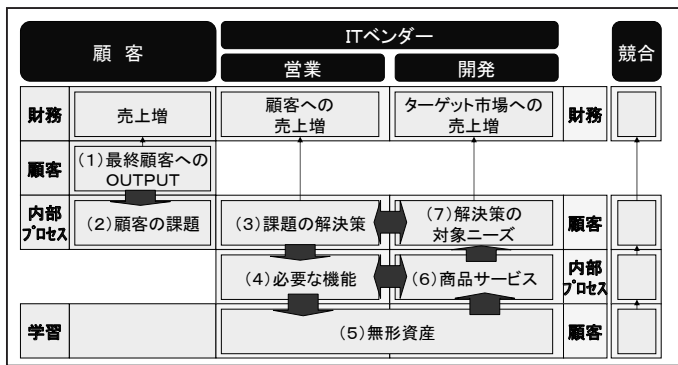 顧 客
ITベンダー
競合
営業
開発
財務
売上増
顧客への
売上増
ターゲット市場への
売上増
財務
顧客
(1)最終顧客への
OUTPUT
内部
プロセス
(2)顧客の課題
(3)課題の解決策
(7)解決策の
対象ニーズ
顧客
(4)必要な機能
(6)商品サービス
内部
プロセス
学習
(5)無形資産
顧客